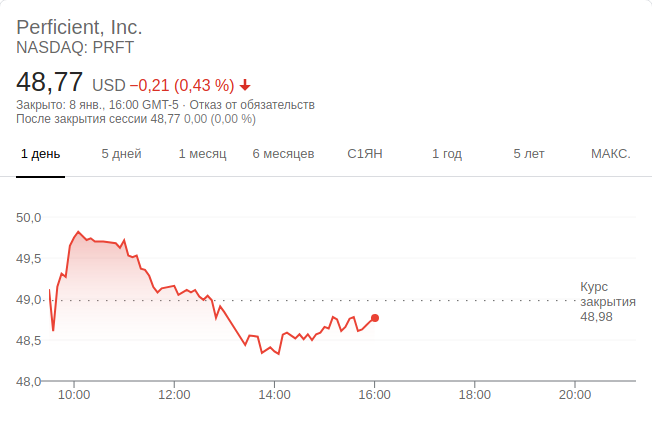 Perficient, Inc.
NASDAQ: PRFT
48,77 USD −0,21 (0,43 %)
Закрыто: 8 янв., 16:00 GMT-5 · Отказ от обязательств
После закрытия сессии 48,77 0,00 (0,00 %)
1 день 5 дней 1 месяц 6 месяцев С1ЯН 1 год 5 лет МАКС.
50,0
49,5
49,0
48,5
48,0
Курс
закрытия
48,98
10:00 12:00 14:00 16:00 18:00 20:00